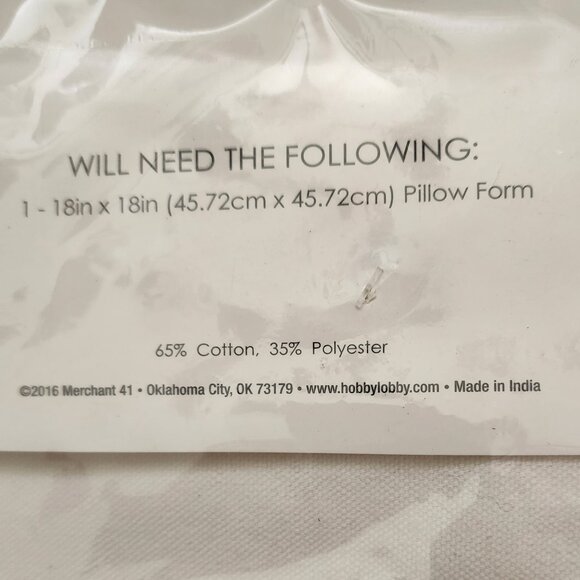 WILL NEED THE FOLLOWING:
1 - 18in x 18in (45.72cm x 45.72cm) Pillow Form
65% Cotton, 35% Polyester
©2016 Merchant 41 • Oklahoma City, OK 73179 • www.hobbylobby.com • Made in India